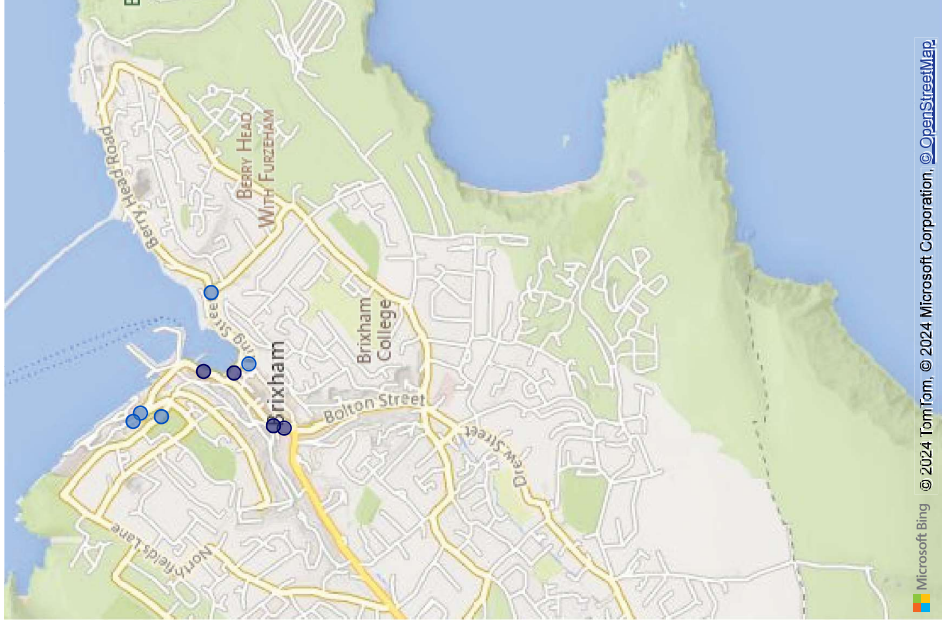 Berry Head Road
BERRY HEAD
WITH FURZEHAM
Brixham
College
Brixham
Bolton Street
Drew Street
Northfields Lane
Microsoft Bing
© 2024 TomTom, © 2024 Microsoft Corporation, © OpenStreetMap